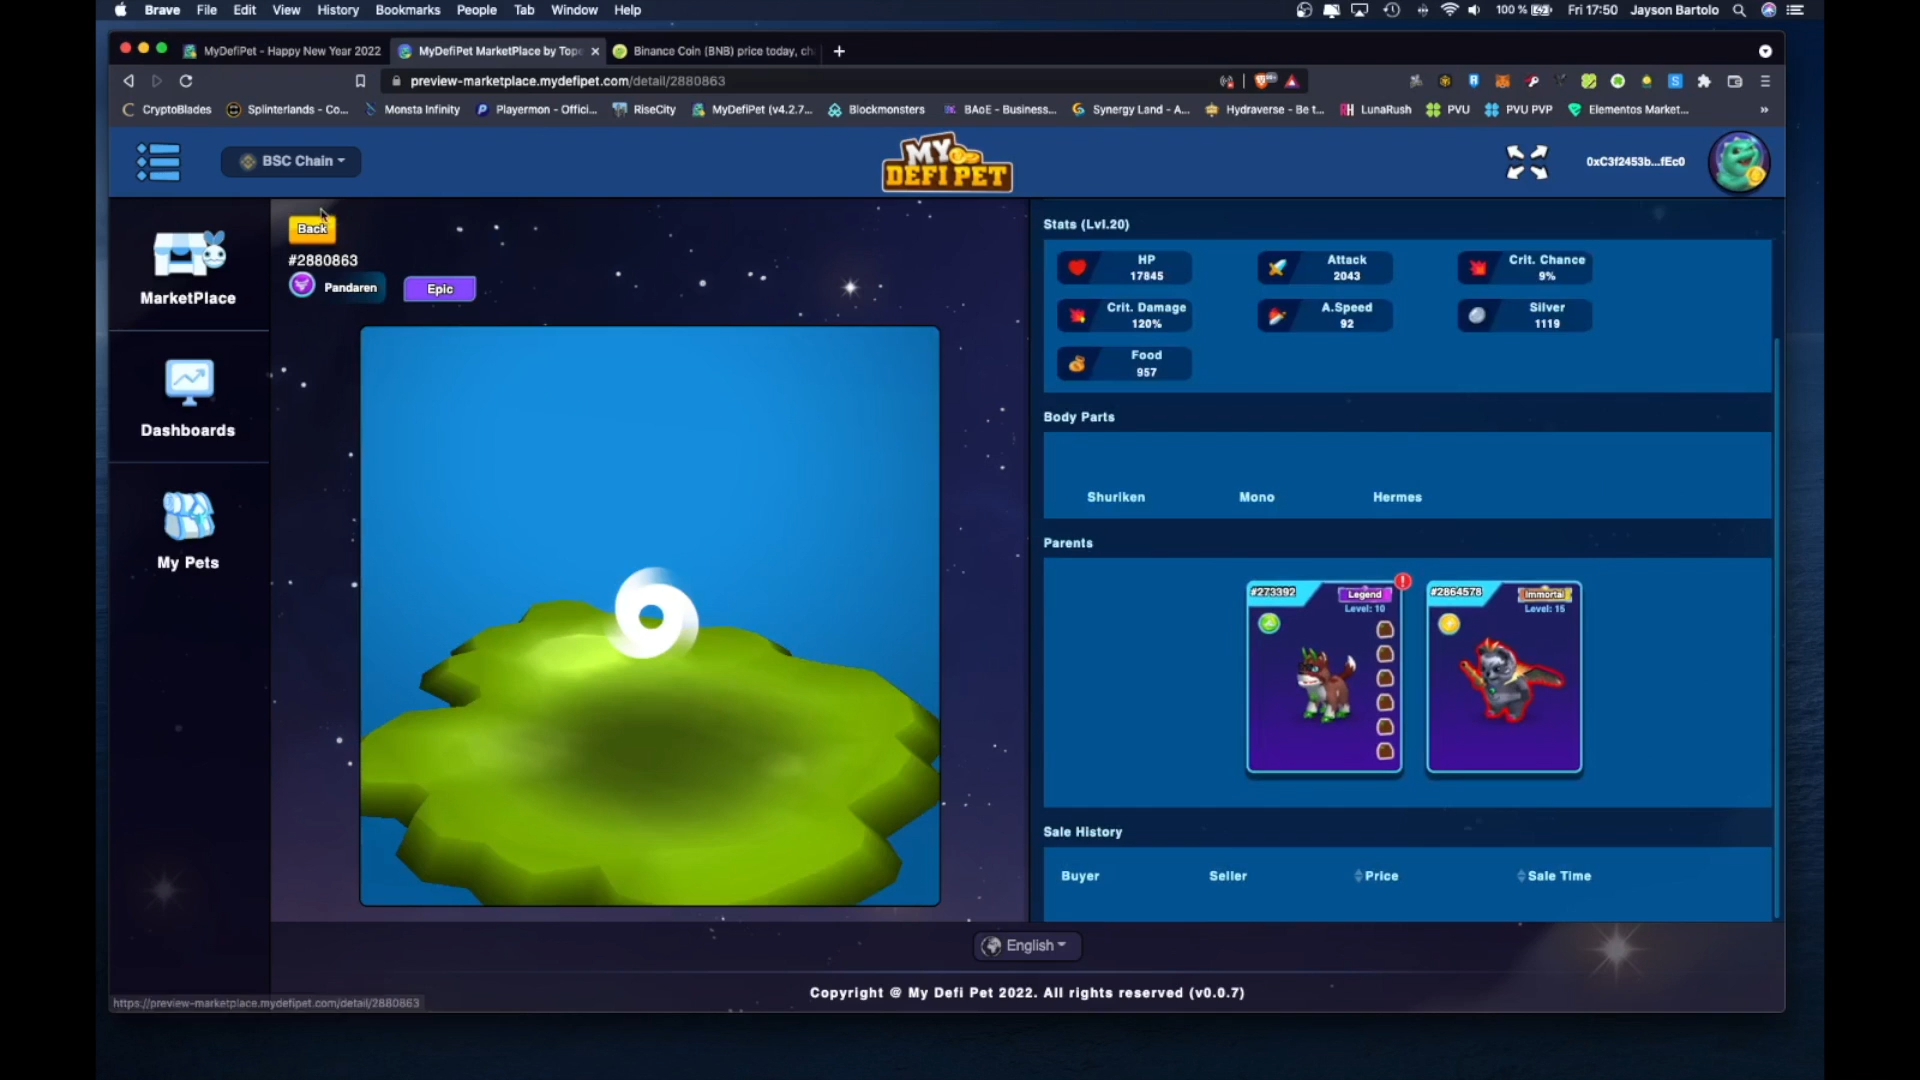 Brave File Edit View History Bookmarks People Tab Window Help
100 % Fri 17:50 Jayson Bartolo
MyDefiPet - Happy New Year 2022
MyDefiPet MarketPlace by Tope
Binance Coin (BNB) price today, ch
preview-marketplace.mydefipet.com/detail/2880863
CryptoBlades
Splinterlands - Co...
Monsta Infinity
Playermon - Offici...
RiseCity
MyDefiPet (v4.2.7...
Blockmonsters
BAoE - Business...
Synergy Land - A...
Hydraverse - Be t...
LunaRush
PVU
PVU PVP
Elementos Market...
BSC Chain
MY
DEFI PET
0xC3f2453b...fEc0
MarketPlace
Dashboards
My Pets
Back
#2880863
Pandaren
Epic
Stats (Lvl.20)
HP
17845
Attack
2043
Crit. Chance
9%
Crit. Damage
120%
A.Speed
92
Silver
1119
Food
957
Body Parts
Shuriken
Mono
Hermes
Parents
#273392
Legend
Level: 10
#2864578
Immortal
Level: 15
Sale History
Buyer
Seller
Price
Sale Time
English
Copyright @ My Defi Pet 2022. All rights reserved (v0.0.7)
https://preview-marketplace.mydefipet.com/detail/2880863